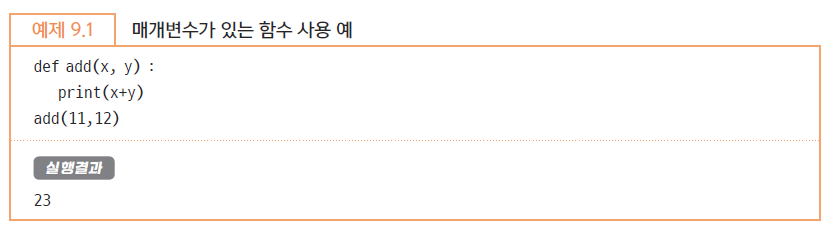 예제 9.1 매개변수가 있는 함수 사용 예
def add(x, y) :
    print(x+y)
add(11,12)
실행결과
23